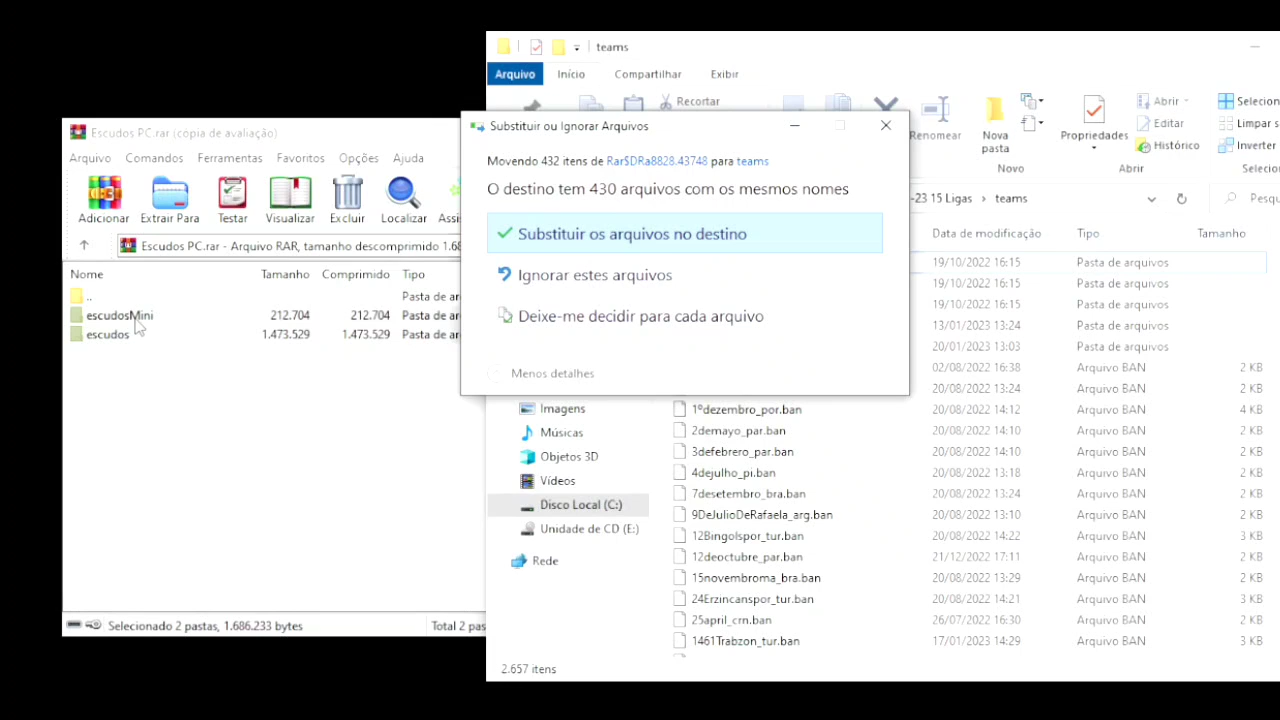 teams
Arquivo Início Compartilhar Exibir
Recortar
Renomear
Nova pasta
Propriedades
Abrir
Editar
Histórico
Selecion
Limpar s
Inverter
Novo
Abrir
Selecio
-23 15 Ligas › teams
Pesqu
Data de modificação Tipo Tamanho
19/10/2022 16:15 Pasta de arquivos
19/10/2022 16:15 Pasta de arquivos
19/10/2022 16:15 Pasta de arquivos
13/01/2023 13:24 Pasta de arquivos
20/01/2023 13:03 Pasta de arquivos
02/08/2022 16:38 Arquivo BAN 2 KB
20/08/2022 13:24 Arquivo BAN 2 KB
1ºdezembro_por.ban 20/08/2022 14:12 Arquivo BAN 4 KB
2demayo_par.ban 20/08/2022 14:10 Arquivo BAN 2 KB
3defebrero_par.ban 20/08/2022 14:10 Arquivo BAN 2 KB
4dejulho_pi.ban 20/08/2022 13:18 Arquivo BAN 2 KB
7desetembro_bra.ban 20/08/2022 13:24 Arquivo BAN 2 KB
9DeJulioDeRafaela_arg.ban 20/08/2022 13:10 Arquivo BAN 2 KB
12Bingolspor_tur.ban 20/08/2022 14:22 Arquivo BAN 3 KB
12deoctubre_par.ban 21/12/2022 17:11 Arquivo BAN 2 KB
15novembroma_bra.ban 20/08/2022 13:29 Arquivo BAN 2 KB
24Erzincanspor_tur.ban 20/08/2022 14:21 Arquivo BAN 3 KB
25april_crn.ban 26/07/2022 16:30 Arquivo BAN 2 KB
1461Trabzon_tur.ban 17/01/2023 14:29 Arquivo BAN 3 KB
Imagens
Músicas
Objetos 3D
Vídeos
Disco Local (C:)
Unidade de CD (E:)
Rede
2.657 itens
Substituir ou Ignorar Arquivos
Movendo 432 itens de Rar$DRa8828.43748 para teams
O destino tem 430 arquivos com os mesmos nomes
Substituir os arquivos no destino
Ignorar estes arquivos
Deixe-me decidir para cada arquivo
Menos detalhes
Escudos PC.rar (cópia de avaliação)
Arquivo Comandos Ferramentas Favoritos Opções Ajuda
Adicionar Extrair Para Testar Visualizar Excluir Localizar Assis
Escudos PC.rar - Arquivo RAR, tamanho descomprimido 1.68
Nome Tamanho Comprimido Tipo
.. Pasta de ar
escudosMini 212.704 212.704 Pasta de ar
escudos 1.473.529 1.473.529 Pasta de ar
Selecionado 2 pastas, 1.686.233 bytes
Total 2 pas